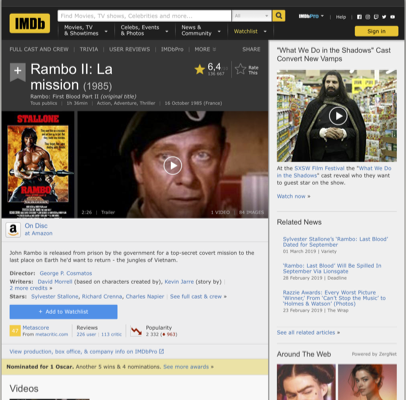 IMDb
Find Movies, TV shows, Celebrities and more...
All
IMDbPro
Help
Movies, TV
& Showtimes
Celebs, Events
& Photos
News &
Community
Watchlist
Sign in
FULL CAST AND CREW | TRIVIA | USER REVIEWS | IMDbPro | MORE
SHARE
Rambo II: La
mission (1985)
6,4
Rate
This
Rambo: First Blood Part II (original title)
Tous publics | 1h 36min | Action, Adventure, Thriller | 16 October 1985 (France)
STALLONE
RAMBO
2:26 | Trailer
1 VIDEO
On Disc
at Amazon
John Rambo is released from prison by the government for a top-secret covert mission to the
last place on Earth he'd want to return - the jungles of Vietnam.
Director: George P. Cosmatos
Writers: David Morrell (based on characters created by), Kevin Jarre (story by) |
2 more credits »
Stars: Sylvester Stallone, Richard Crenna, Charles Napier | See full cast & crew »
+ Add to Watchlist
Metascore
From metacritic.com
Reviews
226 user | 113 critic
Popularity
View production, box office, & company info on IMDbPro
Nominated for 1 Oscar. Another 5 wins & 4 nominations. See more awards »
Videos
"What We Do in the Shadows" Cast
Convert New Vamps
At the SXSW Film Festival the "What We Do
in the Shadows" cast reveal who they want
to guest star on the show.
Watch now »
Related News
Sylvester Stallone's 'Rambo: Last Blood'
Dated for September
01 March 2019 | Variety
'Rambo: Last Blood' Will Be Spilled In
September Via Lionsgate
28 February 2019 | Deadline
Razzie Awards: Every Worst Picture
'Winner,' From 'Can't Stop the Music' to
'Holmes & Watson' (Photos)
23 February 2019 | The Wrap
See all related articles »
Around The Web
Powered by ZergNet